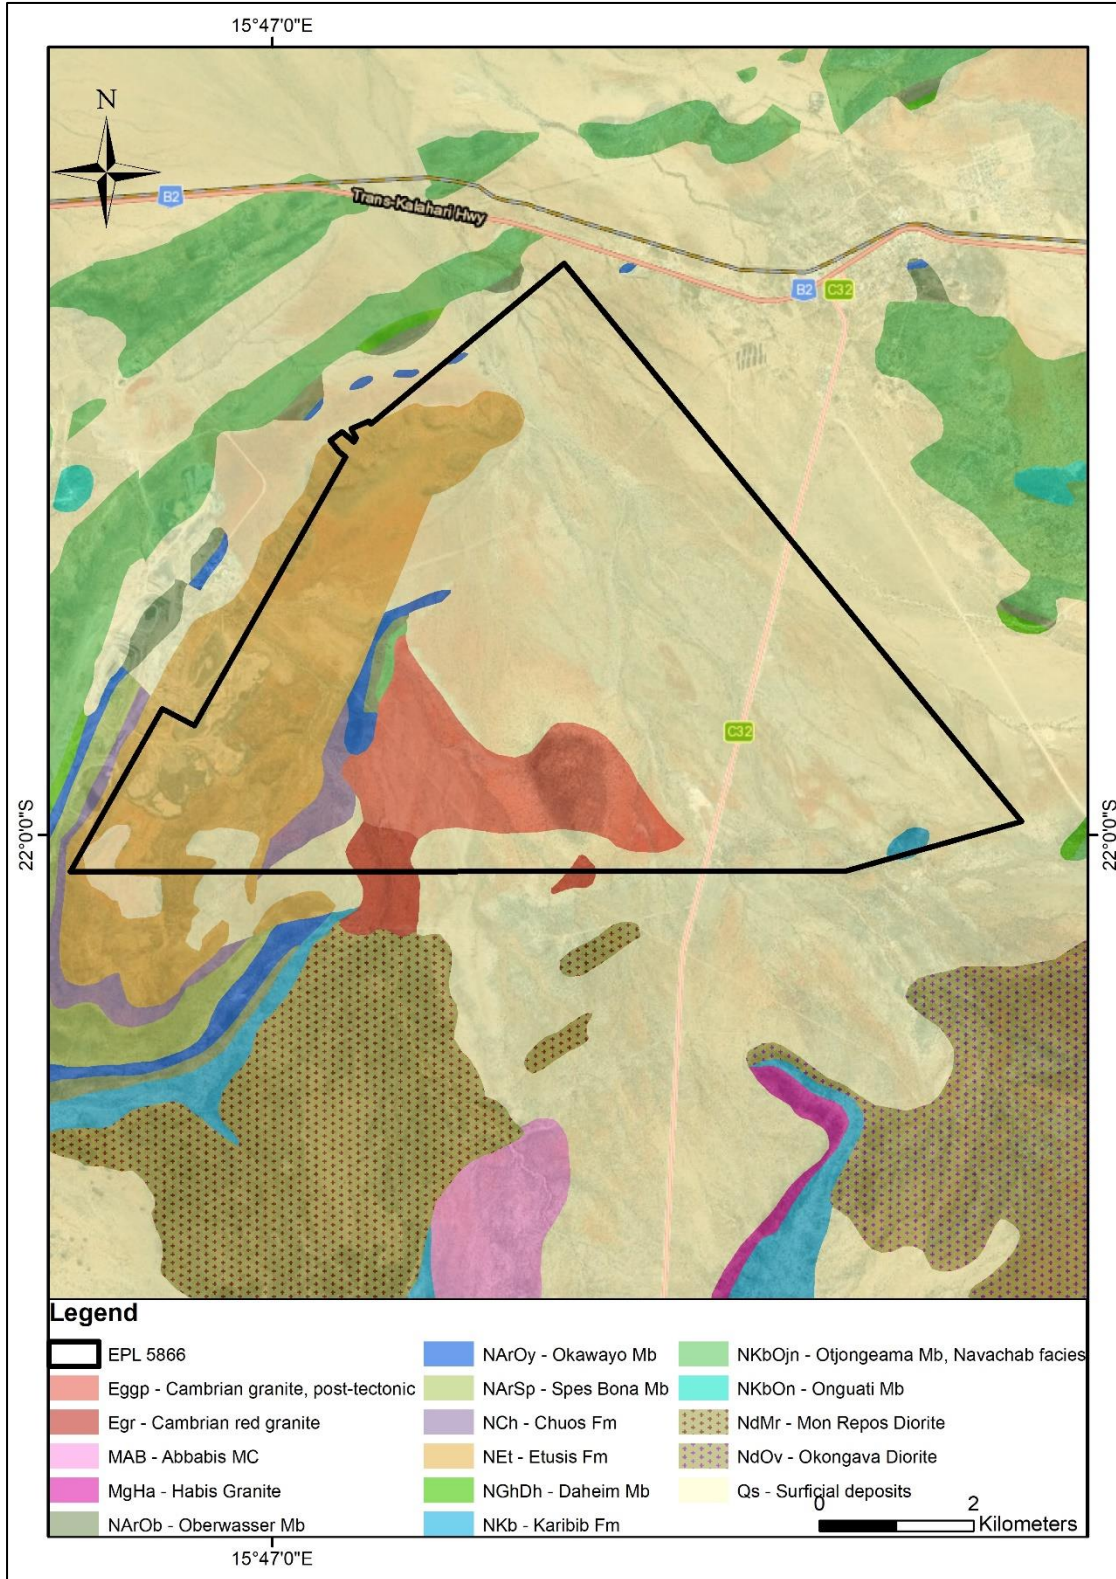 15°47'0"E
N
B2
Trans-Kalahari Hwy
B2
C32
C32
22°0'0"S
22°0'0"S
Legend
EPL 5866
Eggp - Cambrian granite, post-tectonic
Egr - Cambrian red granite
MAB - Abbabis MC
MgHa - Habis Granite
NArOb - Oberwasser Mb
NArOy - Okawayo Mb
NArSp - Spes Bona Mb
NCh - Chuos Fm
NEt - Etusis Fm
NGhDh - Daheim Mb
NKb - Karibib Fm
NKbOjn - Otjongeama Mb, Navachab facies
NKbOn - Onguati Mb
NdMr - Mon Repos Diorite
NdOv - Okongava Diorite
Qs - Surficial deposits
0 2
Kilometers
15°47'0"E